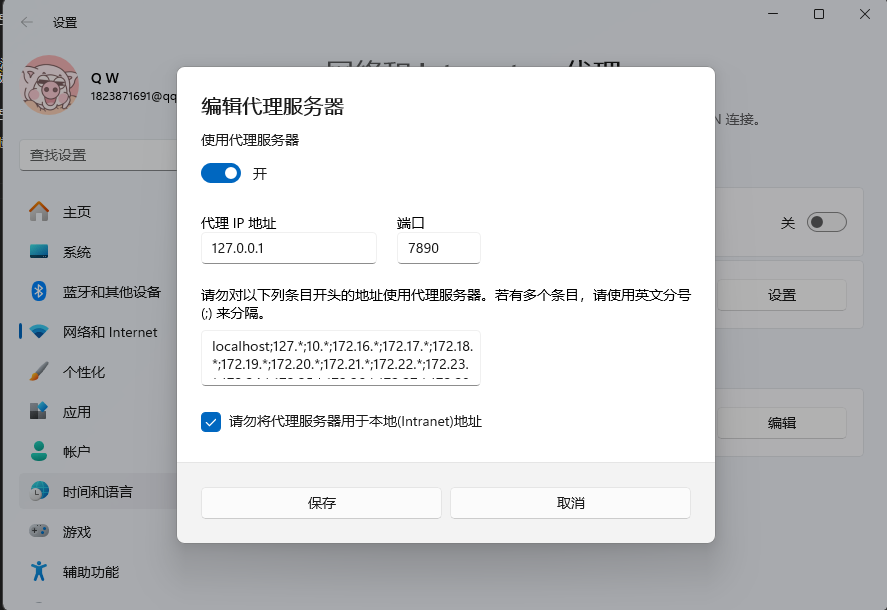 设置
Q W
1823871691@qq
N 连接。
查找设置
主页
系统
蓝牙和其他设备
网络和 Internet
个性化
应用
帐户
时间和语言
游戏
辅助功能
编辑代理服务器
使用代理服务器
开
代理 IP 地址
端口
127.0.0.1
7890
请勿对以下列条目开头的地址使用代理服务器。若有多个条目，请使用英文分号
(;) 来分隔。
localhost;127.*;10.*;172.16.*;172.17.*;172.18.
*;172.19.*;172.20.*;172.21.*;172.22.*;172.23.
请勿将代理服务器用于本地(Intranet)地址
保存
取消
关
设置
编辑